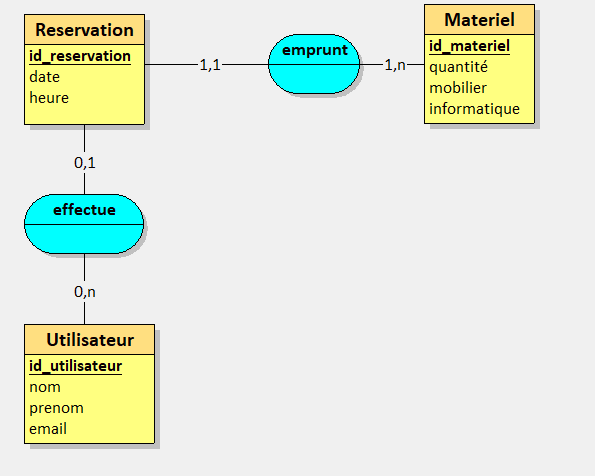 Reservation
id_reservation
date
heure
1,1
emprunt
1,n
Materiel
id_materiel
quantité
mobilier
informatique
0,1
effectue
0,n
Utilisateur
id_utilisateur
nom
prenom
email